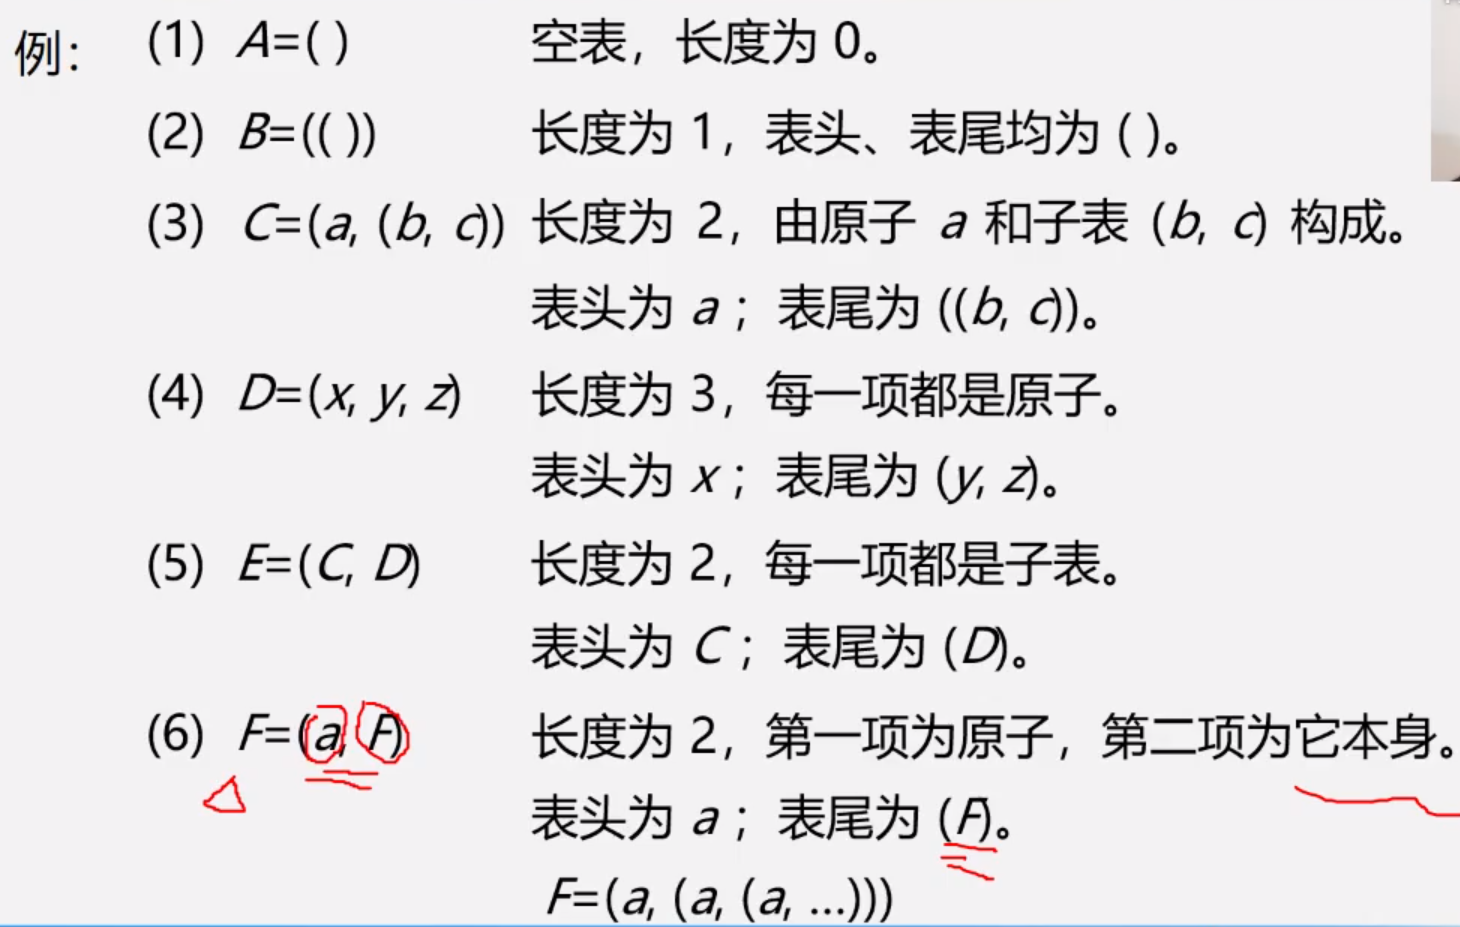 例: (1) A=( ) 空表，长度为 0。
(2) B=(( )) 长度为 1，表头、表尾均为 ( )。
(3) C=(a, (b, c)) 长度为 2，由原子 a 和子表 (b, c) 构成。
表头为 a；表尾为 ((b, c))。
(4) D=(x, y, z) 长度为 3，每一项都是原子。
表头为 x；表尾为 (y, z)。
(5) E=(C, D) 长度为 2，每一项都是子表。
表头为 C；表尾为 (D)。
(6) F=(a, F) 长度为 2，第一项为原子，第二项为它本身。
表头为 a；表尾为 (F)。
F=(a, (a, (a, ...)))